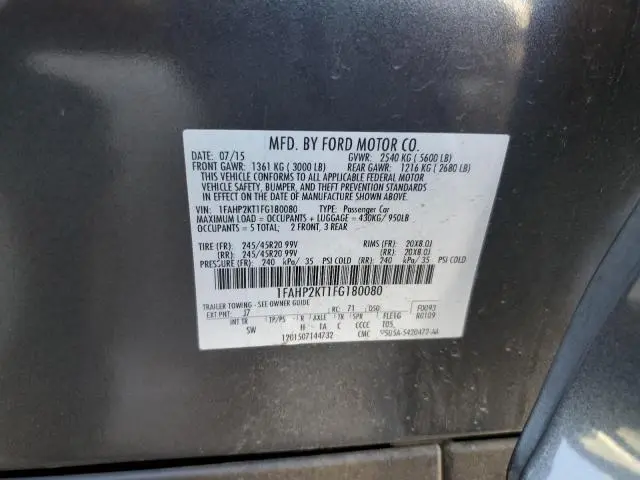 MFD. BY FORD MOTOR CO.
DATE: 07/15 GVWR: 2540 KG ( 5600 LB)
FRONT GAWR: 1361 KG ( 3000 LB) REAR GAWR: 1216 KG ( 2680 LB)
THIS VEHICLE CONFORMS TO ALL APPLICABLE FEDERAL MOTOR
VEHICLE SAFETY, BUMPER, AND THEFT PREVENTION STANDARDS
IN EFFECT ON THE DATE OF MANUFACTURE SHOWN ABOVE.
VIN: 1FAHP2KT1FG180080 TYPE: Passenger Car
MAXIMUM LOAD = OCCUPANTS + LUGGAGE = 430KG/ 950LB
OCCUPANTS = 5 TOTAL; 2 FRONT, 3 REAR
TIRE (FR): 245/45R20 99V RIMS (FR): 20X8.0J
(RR): 245/45R20 99V (RR): 20X8.0J
PRESSURE (FR): 240 kPa/ 35 PSI COLD (RR): 240 kPa/ 35 PSI COLD
1FAHP2KT1FG180080
TRAILER TOWING - SEE OWNER GUIDE
EXT PNT: J7 RC: 71 DSO: F0093
INT TR TP/PS R AXLE TR SPR R0109
SW H TA C CCCC
1201507144732 CMC